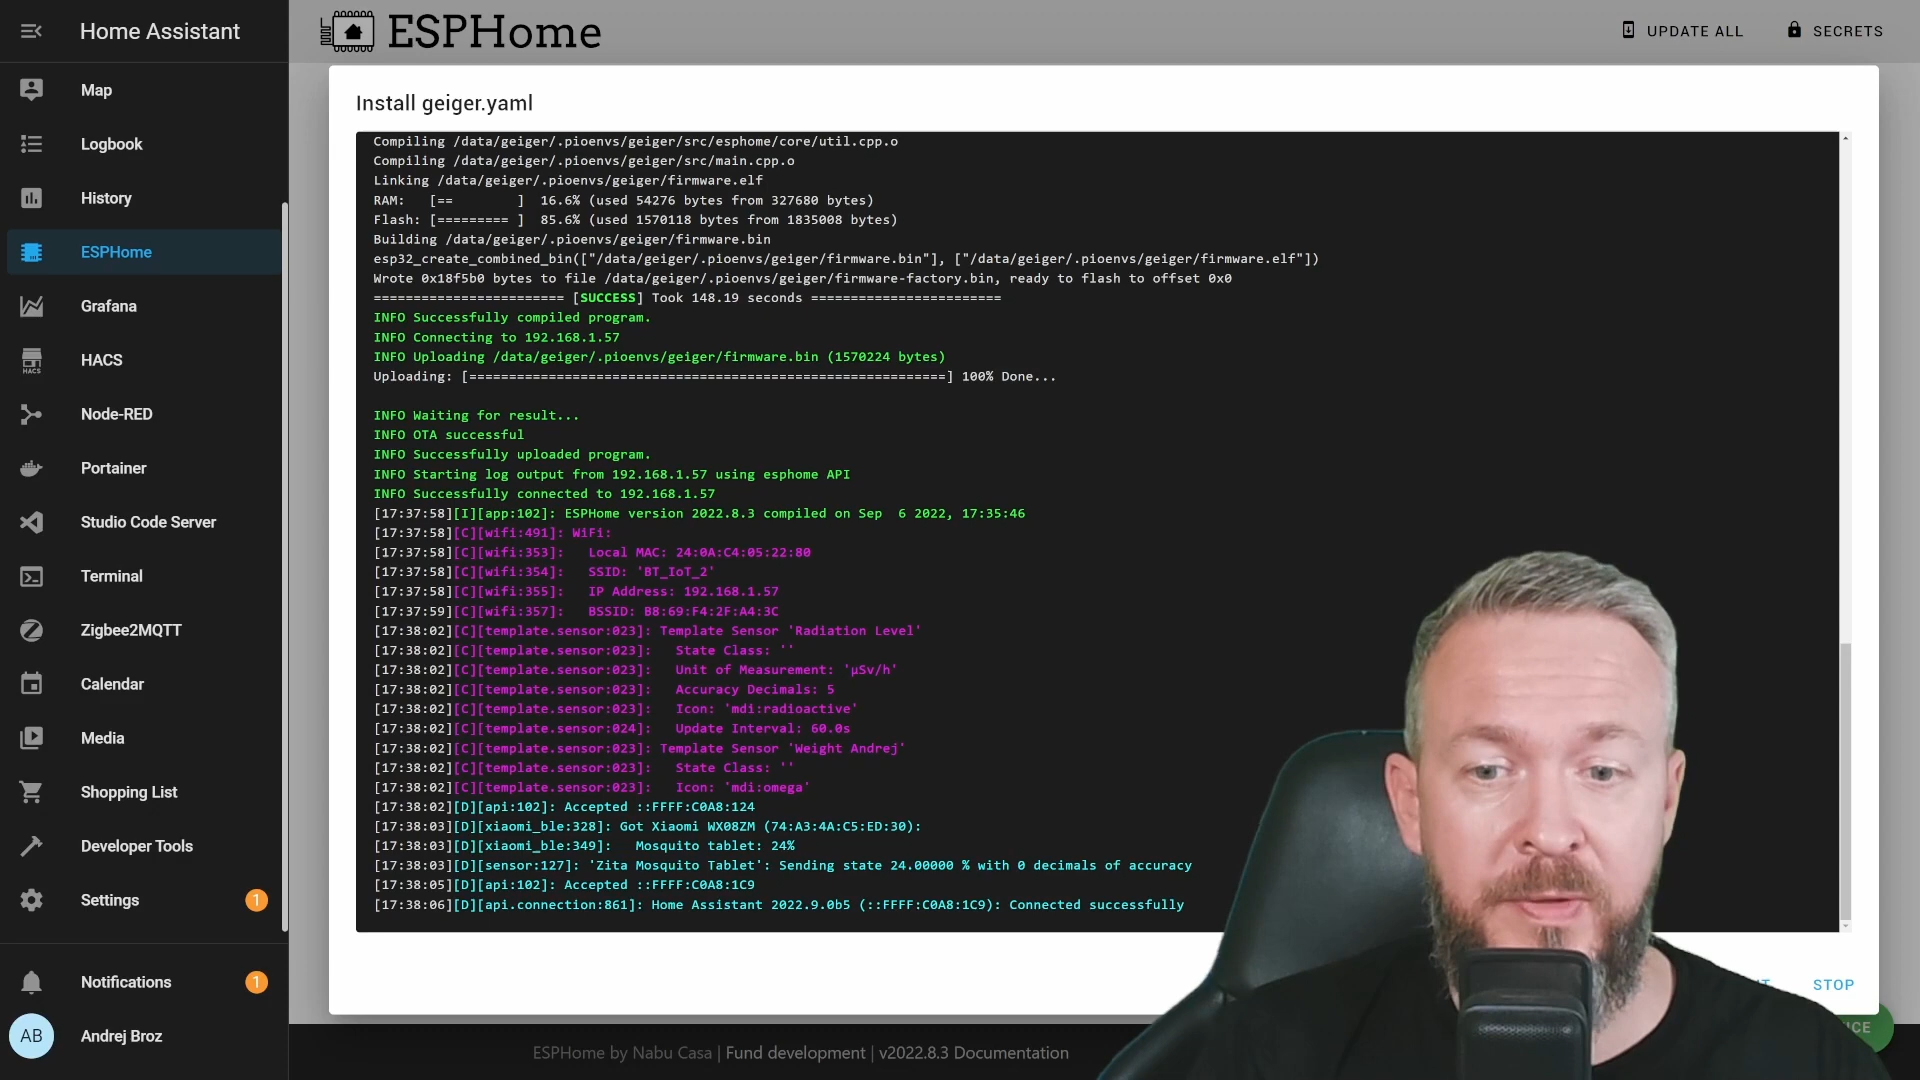 Home Assistant
ESPHome
UPDATE ALL
SECRETS
Map
Logbook
History
ESPHome
Grafana
HACS
HACS
Node-RED
Portainer
Studio Code Server
Terminal
Zigbee2MQTT
Calendar
Media
Shopping List
Developer Tools
Settings
1
Notifications
1
AB
Andrej Broz
Install geiger.yaml
Compiling /data/geiger/.pioenvs/geiger/src/esphome/core/util.cpp.o
Compiling /data/geiger/.pioenvs/geiger/src/main.cpp.o
Linking /data/geiger/.pioenvs/geiger/firmware.elf
RAM:   [==        ]  16.6% (used 54276 bytes from 327680 bytes)
Flash: [========= ]  85.6% (used 1570118 bytes from 1835008 bytes)
Building /data/geiger/.pioenvs/geiger/firmware.bin
esp32_create_combined_bin(["/data/geiger/.pioenvs/geiger/firmware.bin"], ["/data/geiger/.pioenvs/geiger/firmware.elf"])
Wrote 0x18f5b0 bytes to file /data/geiger/.pioenvs/geiger/firmware-factory.bin, ready to flash to offset 0x0
======================== [SUCCESS] Took 148.19 seconds ========================
INFO Successfully compiled program.
INFO Connecting to 192.168.1.57
INFO Uploading /data/geiger/.pioenvs/geiger/firmware.bin (1570224 bytes)
Uploading: [============================================================] 100% Done...
INFO Waiting for result...
INFO OTA successful
INFO Successfully uploaded program.
INFO Starting log output from 192.168.1.57 using esphome API
INFO Successfully connected to 192.168.1.57
[17:37:58][I][app:102]: ESPHome version 2022.8.3 compiled on Sep  6 2022, 17:35:46
[17:37:58][C][wifi:491]: WiFi:
[17:37:58][C][wifi:353]:   Local MAC: 24:0A:C4:05:22:80
[17:37:58][C][wifi:354]:   SSID: 'BT_IoT_2'
[17:37:58][C][wifi:355]:   IP Address: 192.168.1.57
[17:37:59][C][wifi:357]:   BSSID: B8:69:F4:2F:A4:3C
[17:38:02][C][template.sensor:023]: Template Sensor 'Radiation Level'
[17:38:02][C][template.sensor:023]:   State Class: ''
[17:38:02][C][template.sensor:023]:   Unit of Measurement: 'µSv/h'
[17:38:02][C][template.sensor:023]:   Accuracy Decimals: 5
[17:38:02][C][template.sensor:023]:   Icon: 'mdi:radioactive'
[17:38:02][C][template.sensor:024]:   Update Interval: 60.0s
[17:38:02][C][template.sensor:023]: Template Sensor 'Weight Andrej'
[17:38:02][C][template.sensor:023]:   State Class: ''
[17:38:02][C][template.sensor:023]:   Icon: 'mdi:omega'
[17:38:02][D][api:102]: Accepted ::FFFF:C0A8:124
[17:38:03][D][xiaomi_ble:328]: Got Xiaomi WX08ZM (74:A3:4A:C5:ED:30):
[17:38:03][D][xiaomi_ble:349]:   Mosquito tablet: 24%
[17:38:03][D][sensor:127]: 'Zita Mosquito Tablet': Sending state 24.00000 % with 0 decimals of accuracy
[17:38:05][D][api:102]: Accepted ::FFFF:C0A8:1C9
[17:38:06][D][api.connection:861]: Home Assistant 2022.9.0b5 (::FFFF:C0A8:1C9): Connected successfully
STOP
ESPHome by Nabu Casa | Fund development | v2022.8.3 Documentation